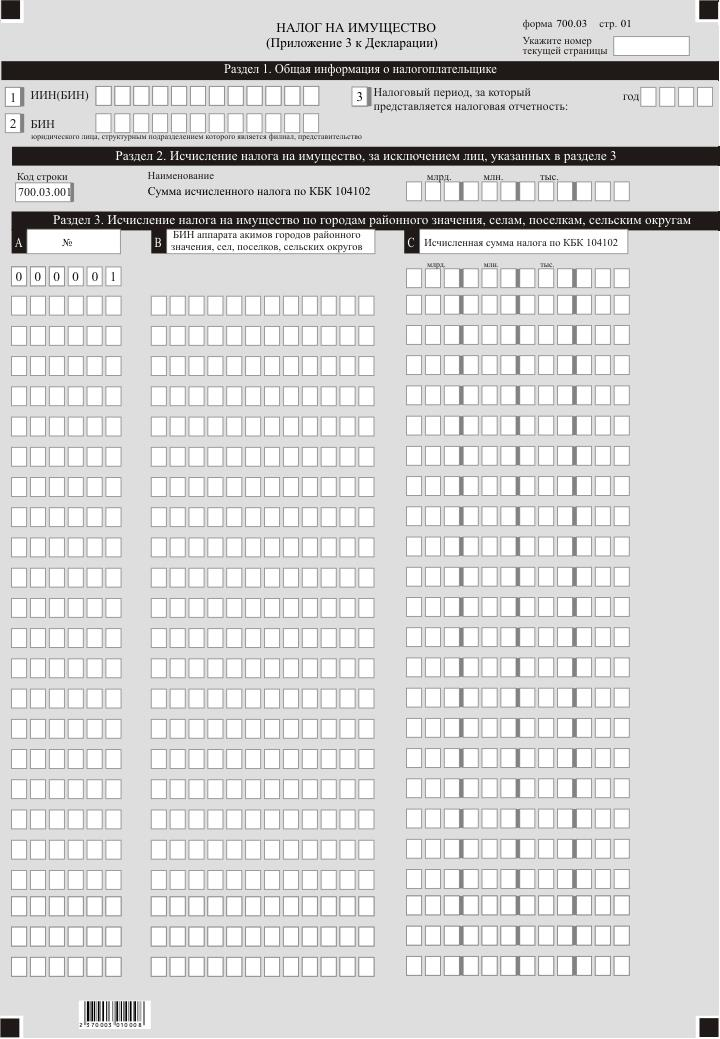 форма 700.03 стр. 01
НАЛОГ НА ИМУЩЕСТВО
(Приложение 3 к Декларации)
Укажите номер
текущей страницы
Раздел 1. Общая информация о налогоплательщике
1 ИИН(БИН)
3 Налоговый период, за который
представляется налоговая отчетность:
год
2 БИН
юридического лица, структурным подразделением которого является филиал, представительство
Раздел 2. Исчисление налога на имущество, за исключением лиц, указанных в разделе 3
Код строки Наименование млрд. млн. тыс.
700.03.001 Сумма исчисленного налога по КБК 104102
Раздел 3. Исчисление налога на имущество по городам районного значения, селам, поселкам, сельским округам
A №
B БИН аппарата акимов городов районного
значения, сел, поселков, сельских округов
C Исчисленная сумма налога по КБК 104102
млрд. млн. тыс.
0 0 0 0 0 1
2 370003 010008